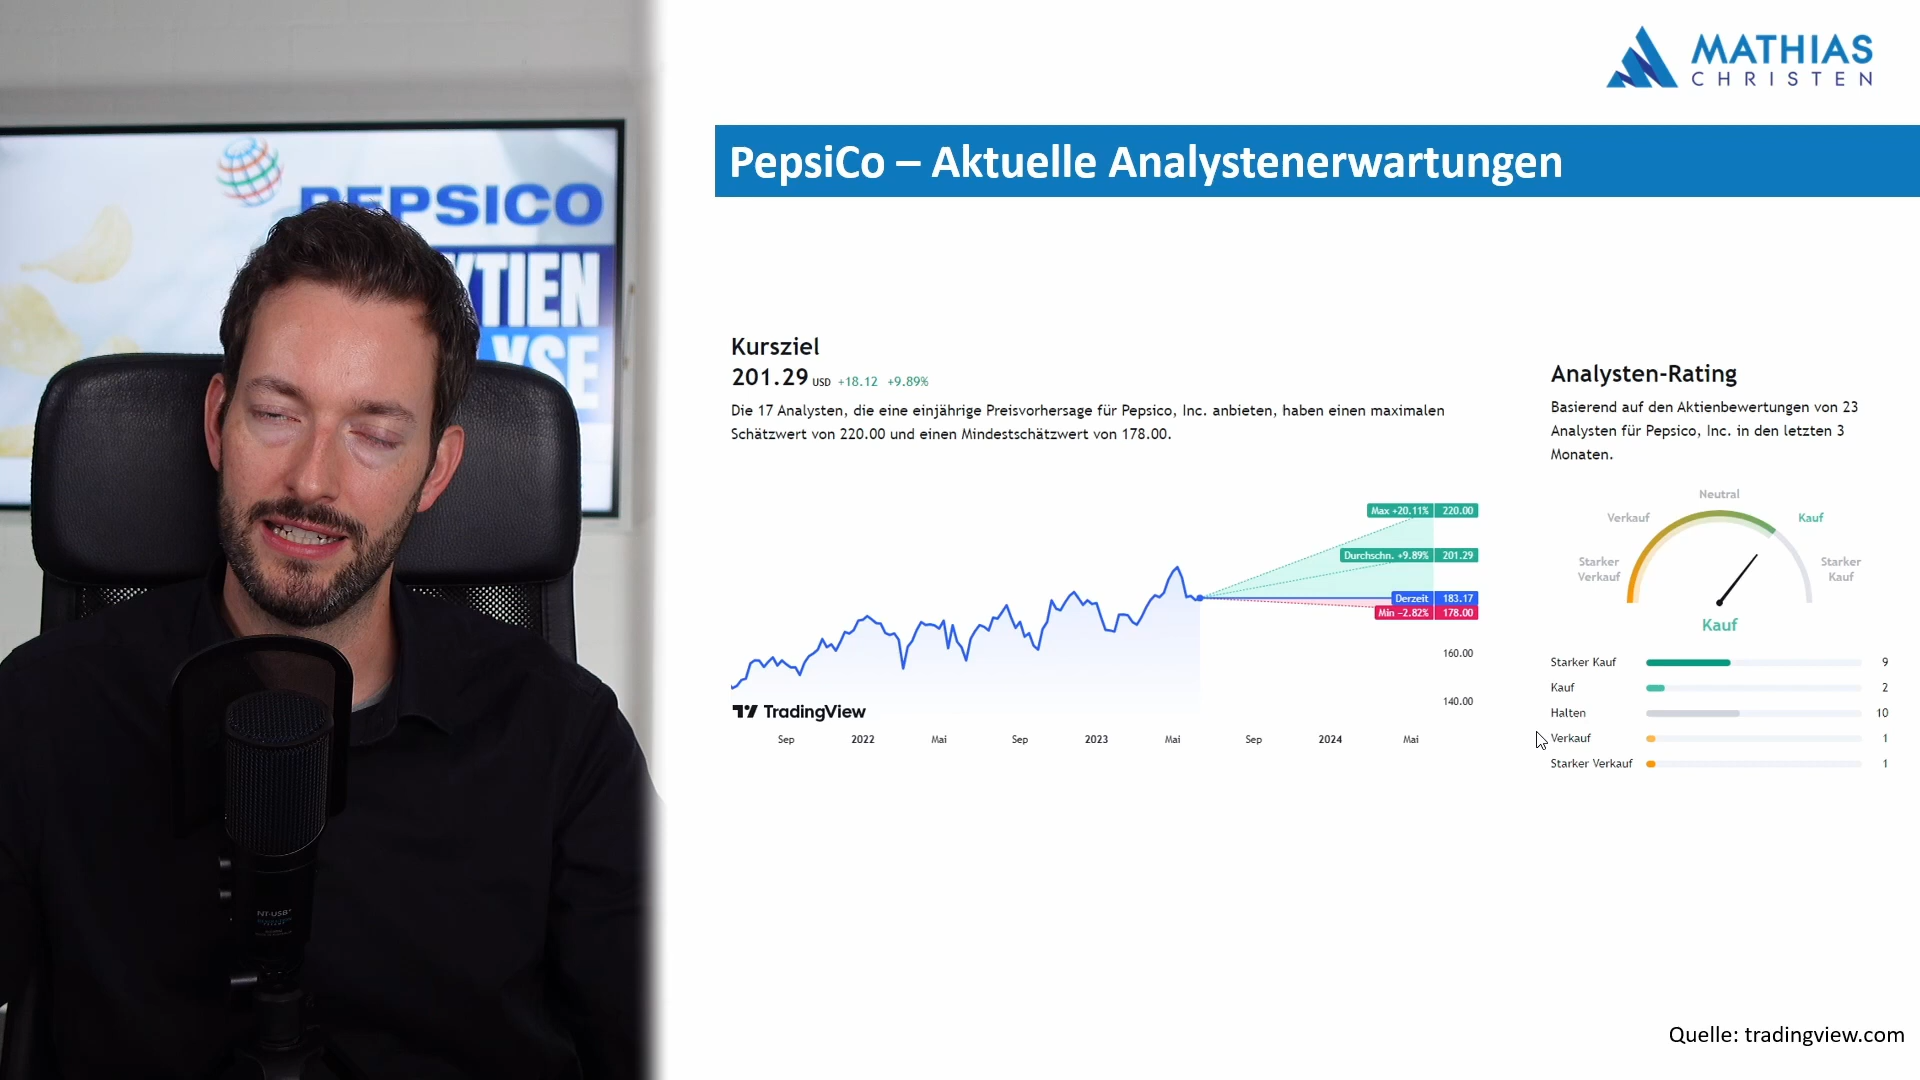 MATHIAS
CHRISTEN
PepsiCo – Aktuelle Analystenerwartungen
PEPSICO
KTIEN
LYSE
NT-USB+
Kursziel
201.29 USD +18.12 +9.89%
Die 17 Analysten, die eine einjährige Preisvorhersage für Pepsico, Inc. anbieten, haben einen maximalen
Schätzwert von 220.00 und einen Mindestschätzwert von 178.00.
Max +20.11% 220.00
Durchschn. +9.89% 201.29
Derzeit 183.17
Min −2.82% 178.00
160.00
140.00
TradingView
Sep 2022 Mai Sep 2023 Mai Sep 2024 Mai
Analysten-Rating
Basierend auf den Aktienbewertungen von 23
Analysten für Pepsico, Inc. in den letzten 3
Monaten.
Neutral
Verkauf
Kauf
Starker
Verkauf
Starker
Kauf
Kauf
Starker Kauf 9
Kauf 2
Halten 10
Verkauf 1
Starker Verkauf 1
Quelle: tradingview.com